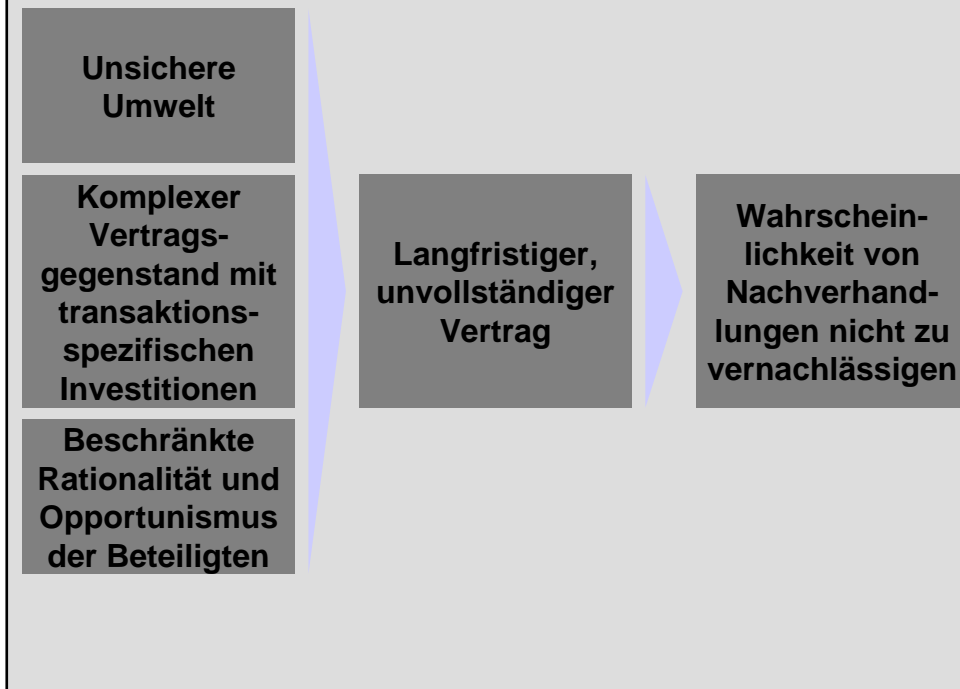 Unsichere
Umwelt
Komplexer
Vertrags-
gegenstand mit
transaktions-
spezifischen
Investitionen
Beschränkte
Rationalität und
Opportunismus
der Beteiligten
Langfristiger,
unvollständiger
Vertrag
Wahrschein-
lichkeit von
Nachverhand-
lungen nicht zu
vernachlässigen